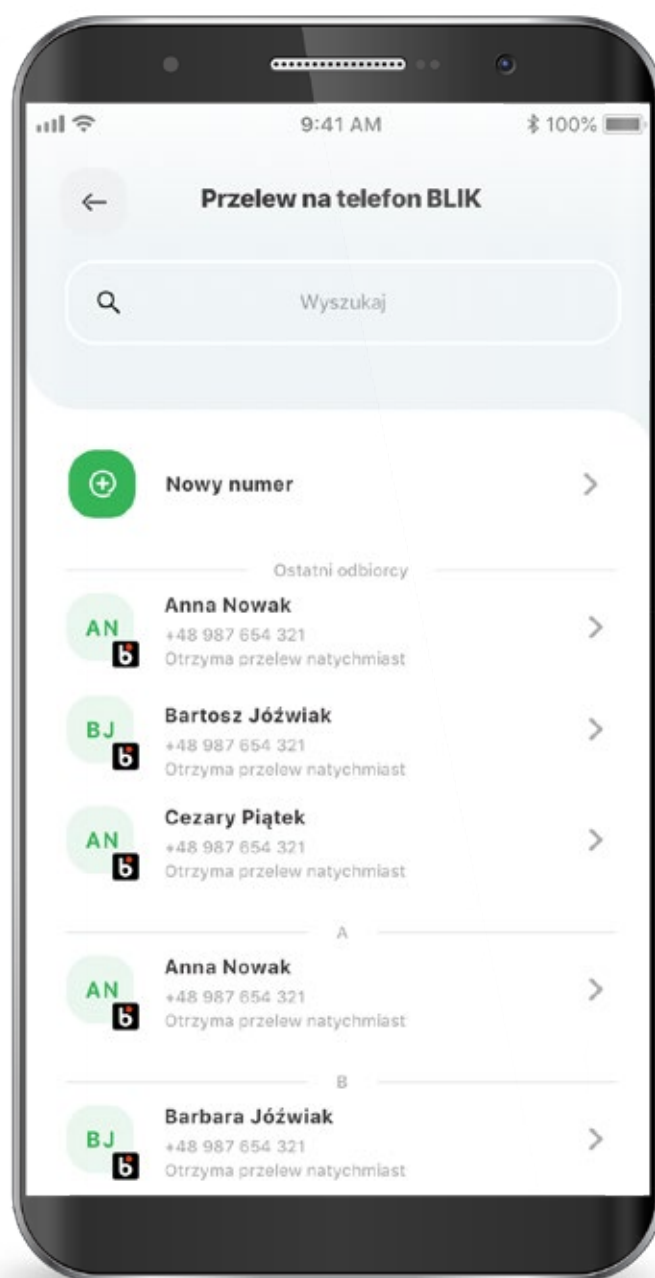 9:41 AM
100%
Przelew na telefon BLIK
Wyszukaj
Nowy numer
Ostatni odbiorcy
AN
Anna Nowak
+48 987 654 321
Otrzyma przelew natychmiast
BJ
Bartosz Jóźwiak
+48 987 654 321
Otrzyma przelew natychmiast
AN
Cezary Piątek
+48 987 654 321
Otrzyma przelew natychmiast
A
AN
Anna Nowak
+48 987 654 321
Otrzyma przelew natychmiast
B
BJ
Barbara Jóźwiak
+48 987 654 321
Otrzyma przelew natychmiast